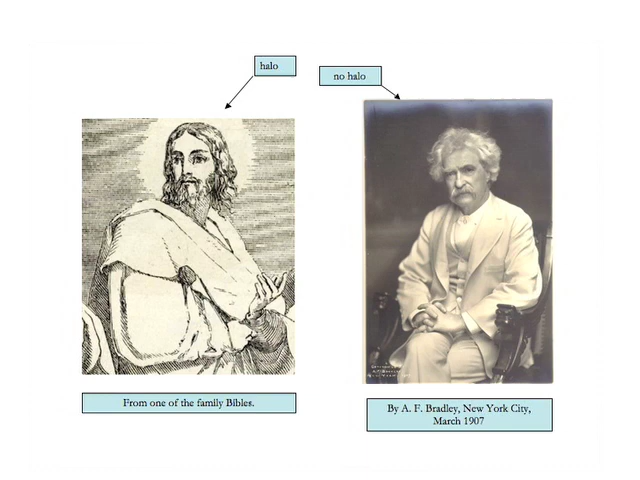 halo
no halo
From one of the family Bibles.
By A. F. Bradley, New York City,
March 1907